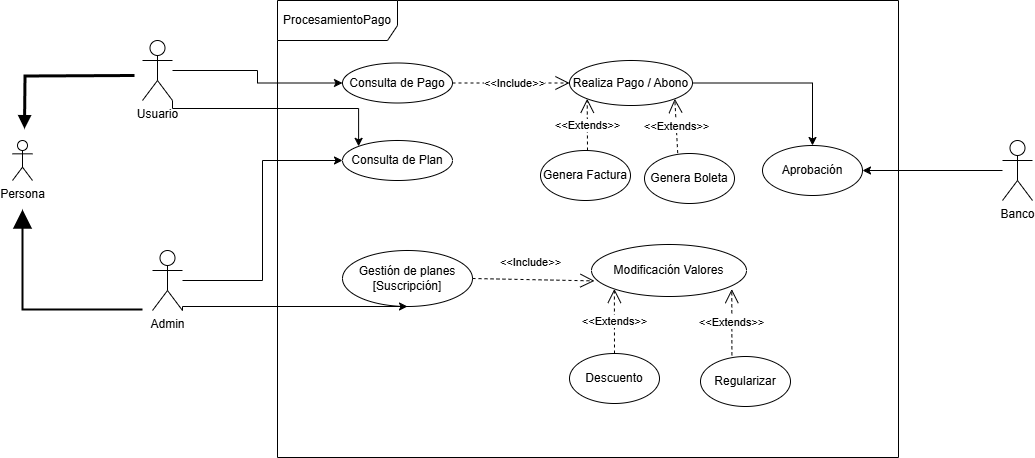 ProcesamientoPago
Usuario
Consulta de Pago
<<Include>>
Realiza Pago / Abono
<<Extends>>
<<Extends>>
Persona
Consulta de Plan
Genera Factura
Genera Boleta
Aprobación
Banco
Admin
Gestión de planes
[Suscripción]
<<Include>>
Modificación Valores
<<Extends>>
<<Extends>>
Descuento
Regularizar